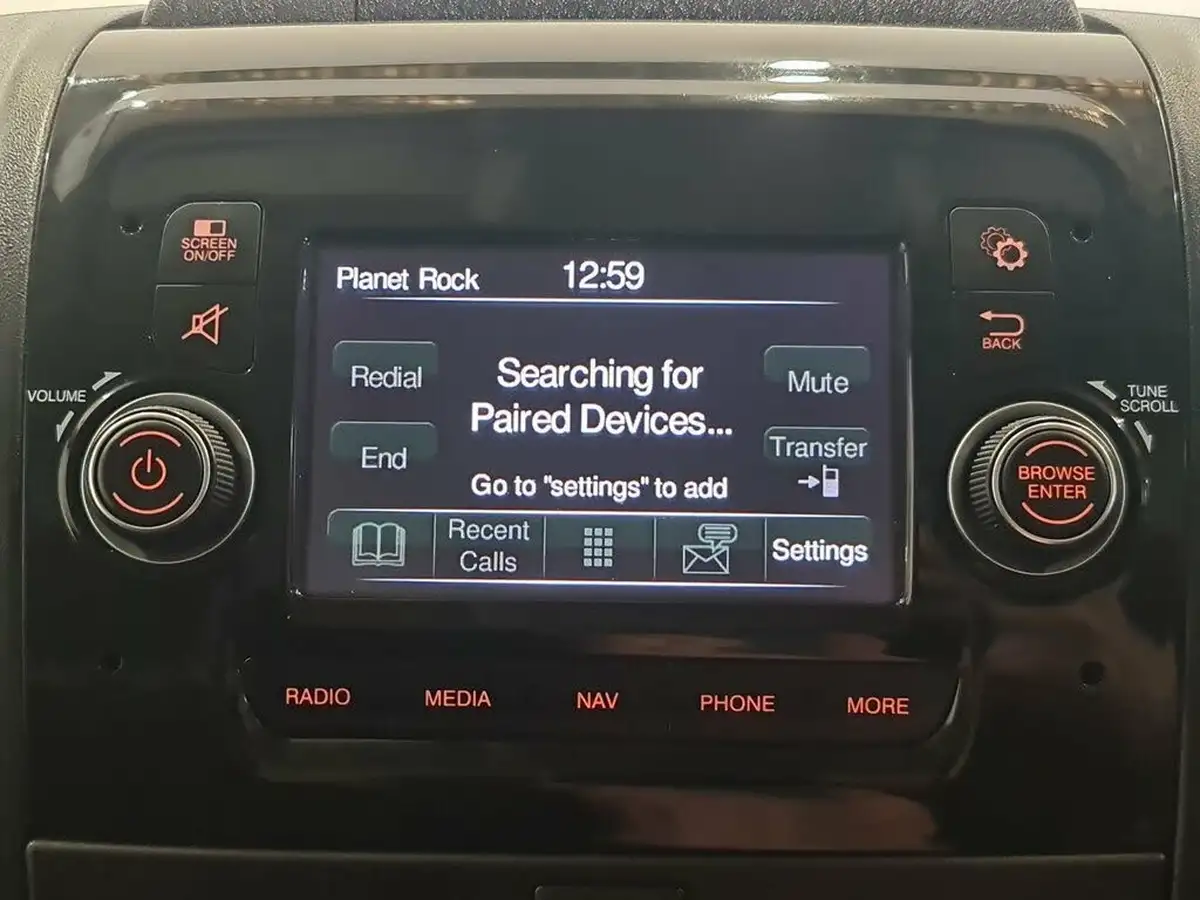 SCREEN
ON/OFF
BACK
VOLUME
TUNE
SCROLL
BROWSE
ENTER
Planet Rock
12:59
Redial
Searching for
Paired Devices...
Mute
End
Transfer
Go to "settings" to add
Recent
Calls
Settings
RADIO
MEDIA
NAV
PHONE
MORE